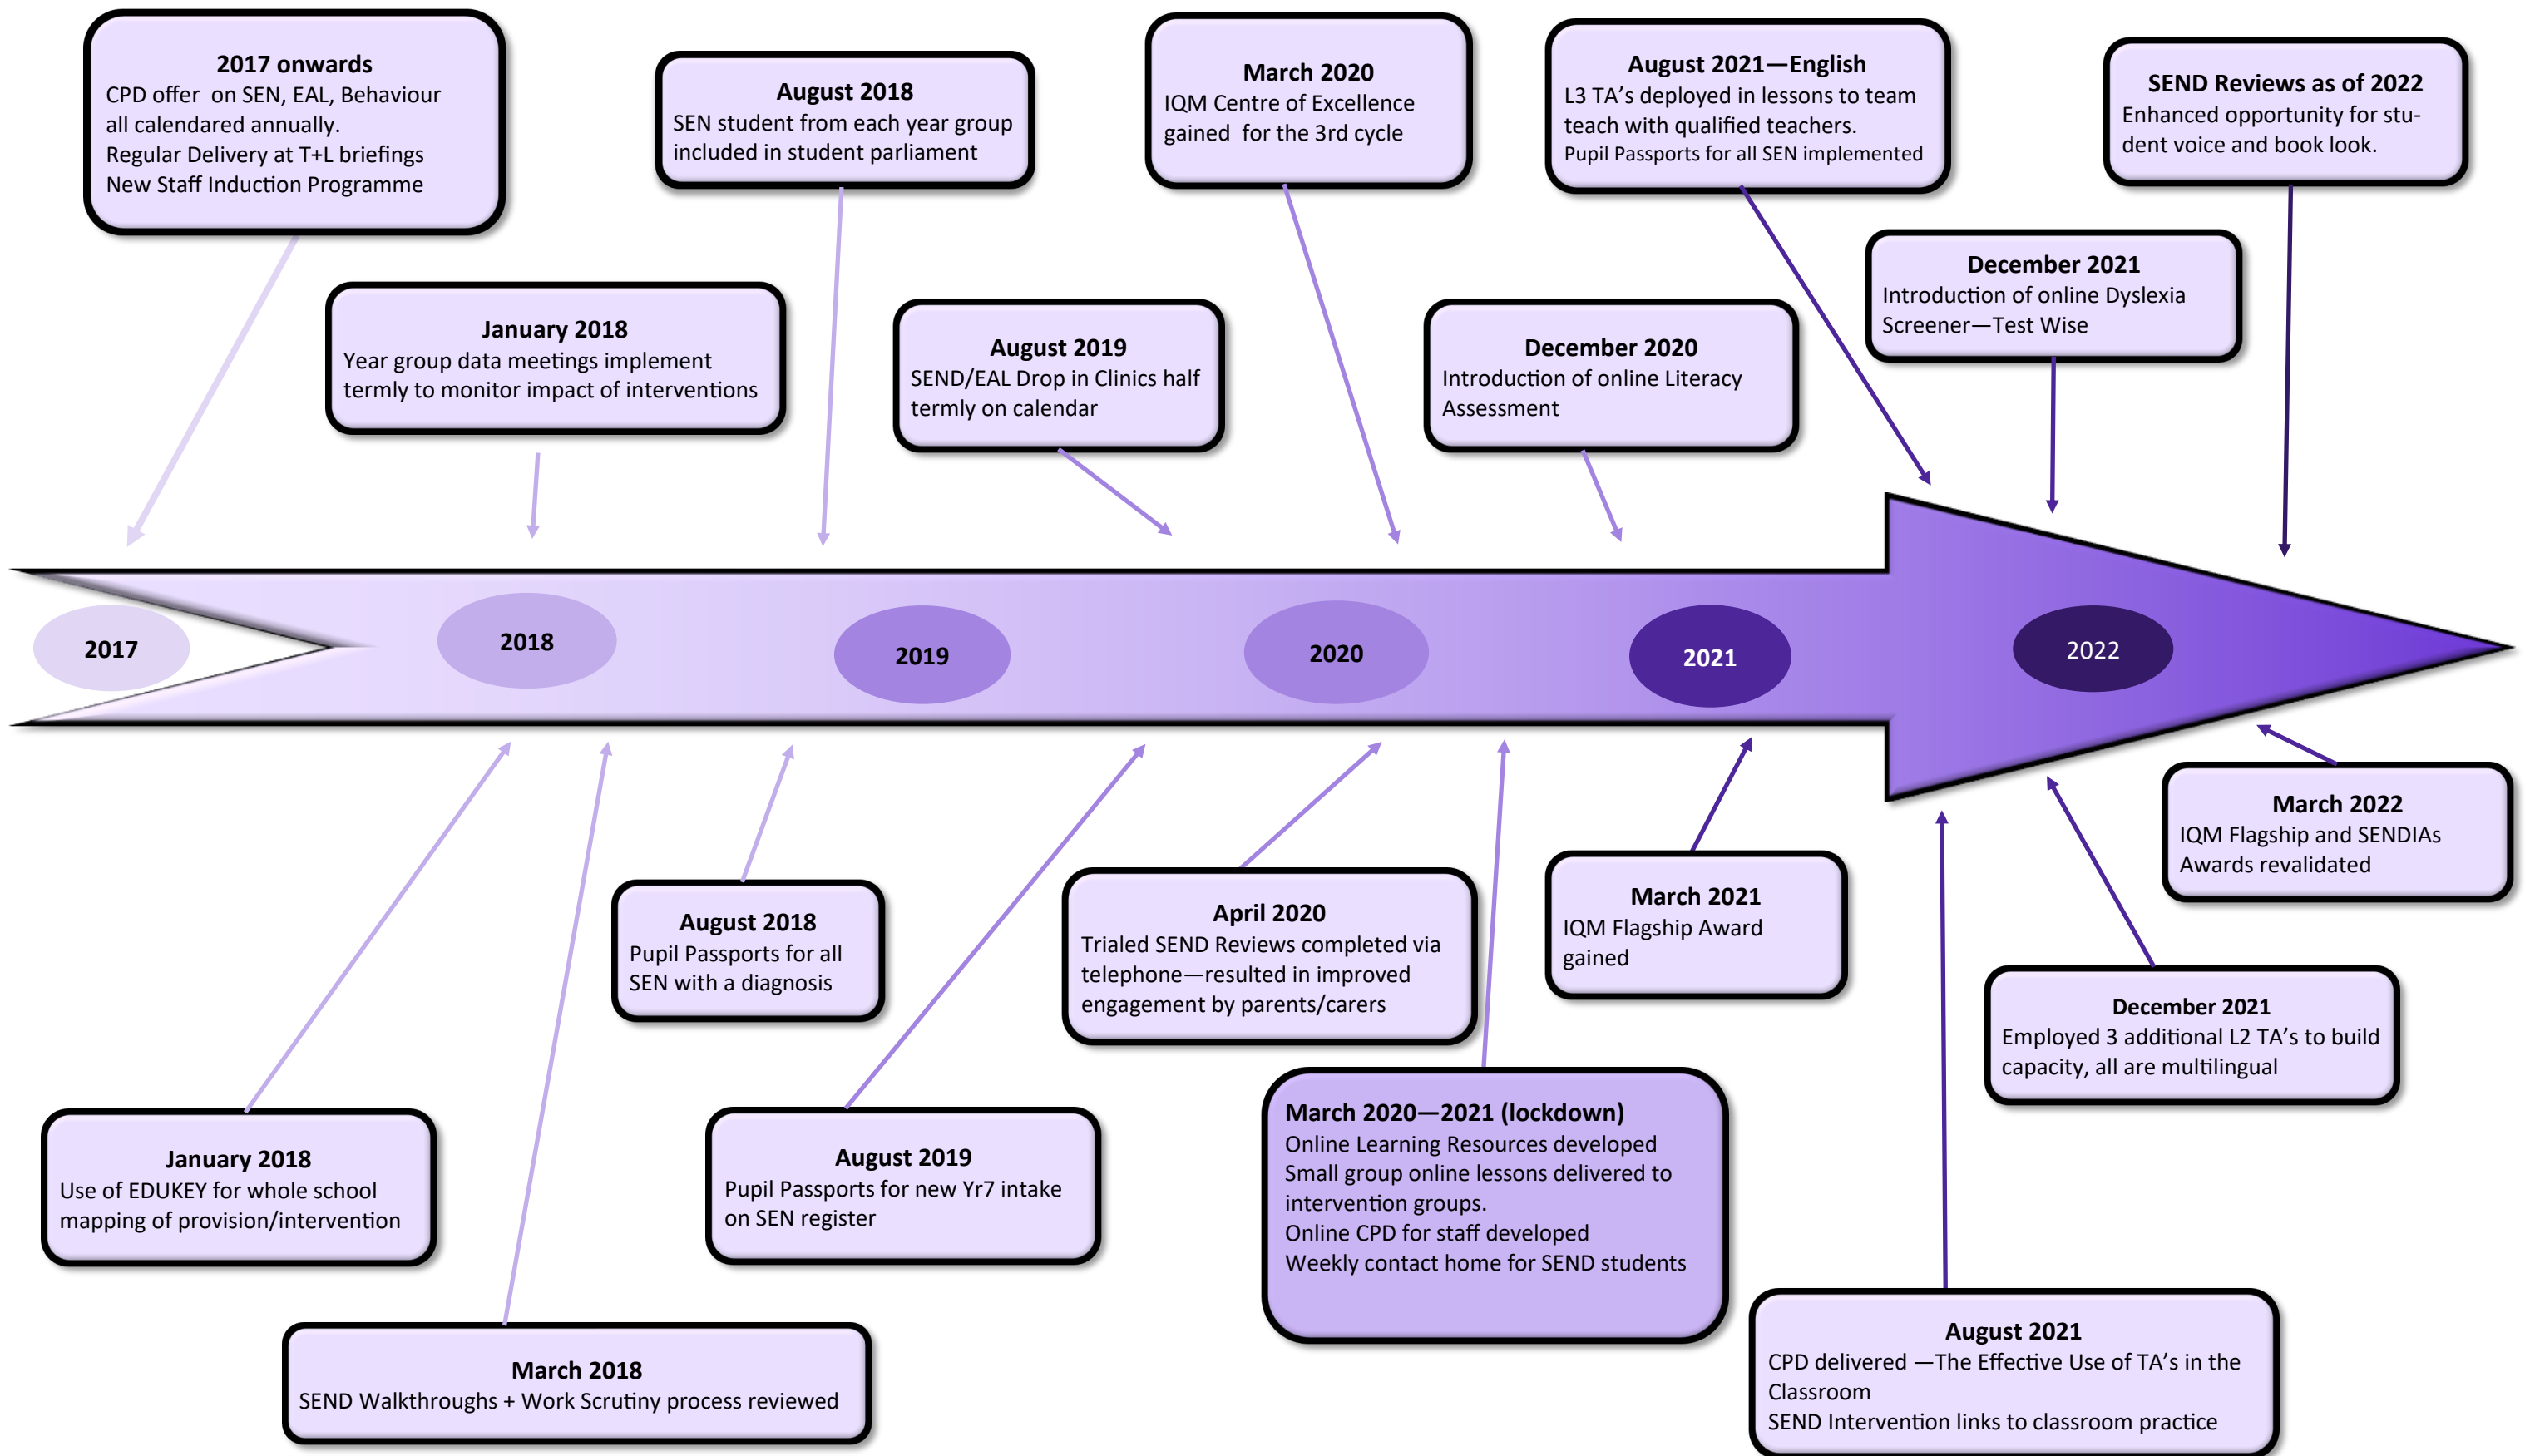 2017 onwards
CPD offer  on SEN, EAL, Behaviour
all calendared annually.
Regular Delivery at T+L briefings
New Staff Induction Programme
August 2018
SEN student from each year group
included in student parliament
March 2020
IQM Centre of Excellence
gained  for the 3rd cycle
August 2021—English
L3 TA’s deployed in lessons to team
teach with qualified teachers.
Pupil Passports for all SEN implemented
SEND Reviews as of 2022
Enhanced opportunity for stu-
dent voice and book look.
January 2018
Year group data meetings implement
termly to monitor impact of interventions
August 2019
SEND/EAL Drop in Clinics half
termly on calendar
December 2020
Introduction of online Literacy
Assessment
December 2021
Introduction of online Dyslexia
Screener—Test Wise
2017
2018
2019
2020
2021
2022
January 2018
Use of EDUKEY for whole school
mapping of provision/intervention
March 2018
SEND Walkthroughs + Work Scrutiny process reviewed
August 2018
Pupil Passports for all
SEN with a diagnosis
August 2019
Pupil Passports for new Yr7 intake
on SEN register
April 2020
Trialed SEND Reviews completed via
telephone—resulted in improved
engagement by parents/carers
March 2020—2021 (lockdown)
Online Learning Resources developed
Small group online lessons delivered to
intervention groups.
Online CPD for staff developed
Weekly contact home for SEND students
March 2021
IQM Flagship Award
gained
August 2021
CPD delivered —The Effective Use of TA’s in the
Classroom
SEND Intervention links to classroom practice
December 2021
Employed 3 additional L2 TA’s to build
capacity, all are multilingual
March 2022
IQM Flagship and SENDIAs
Awards revalidated